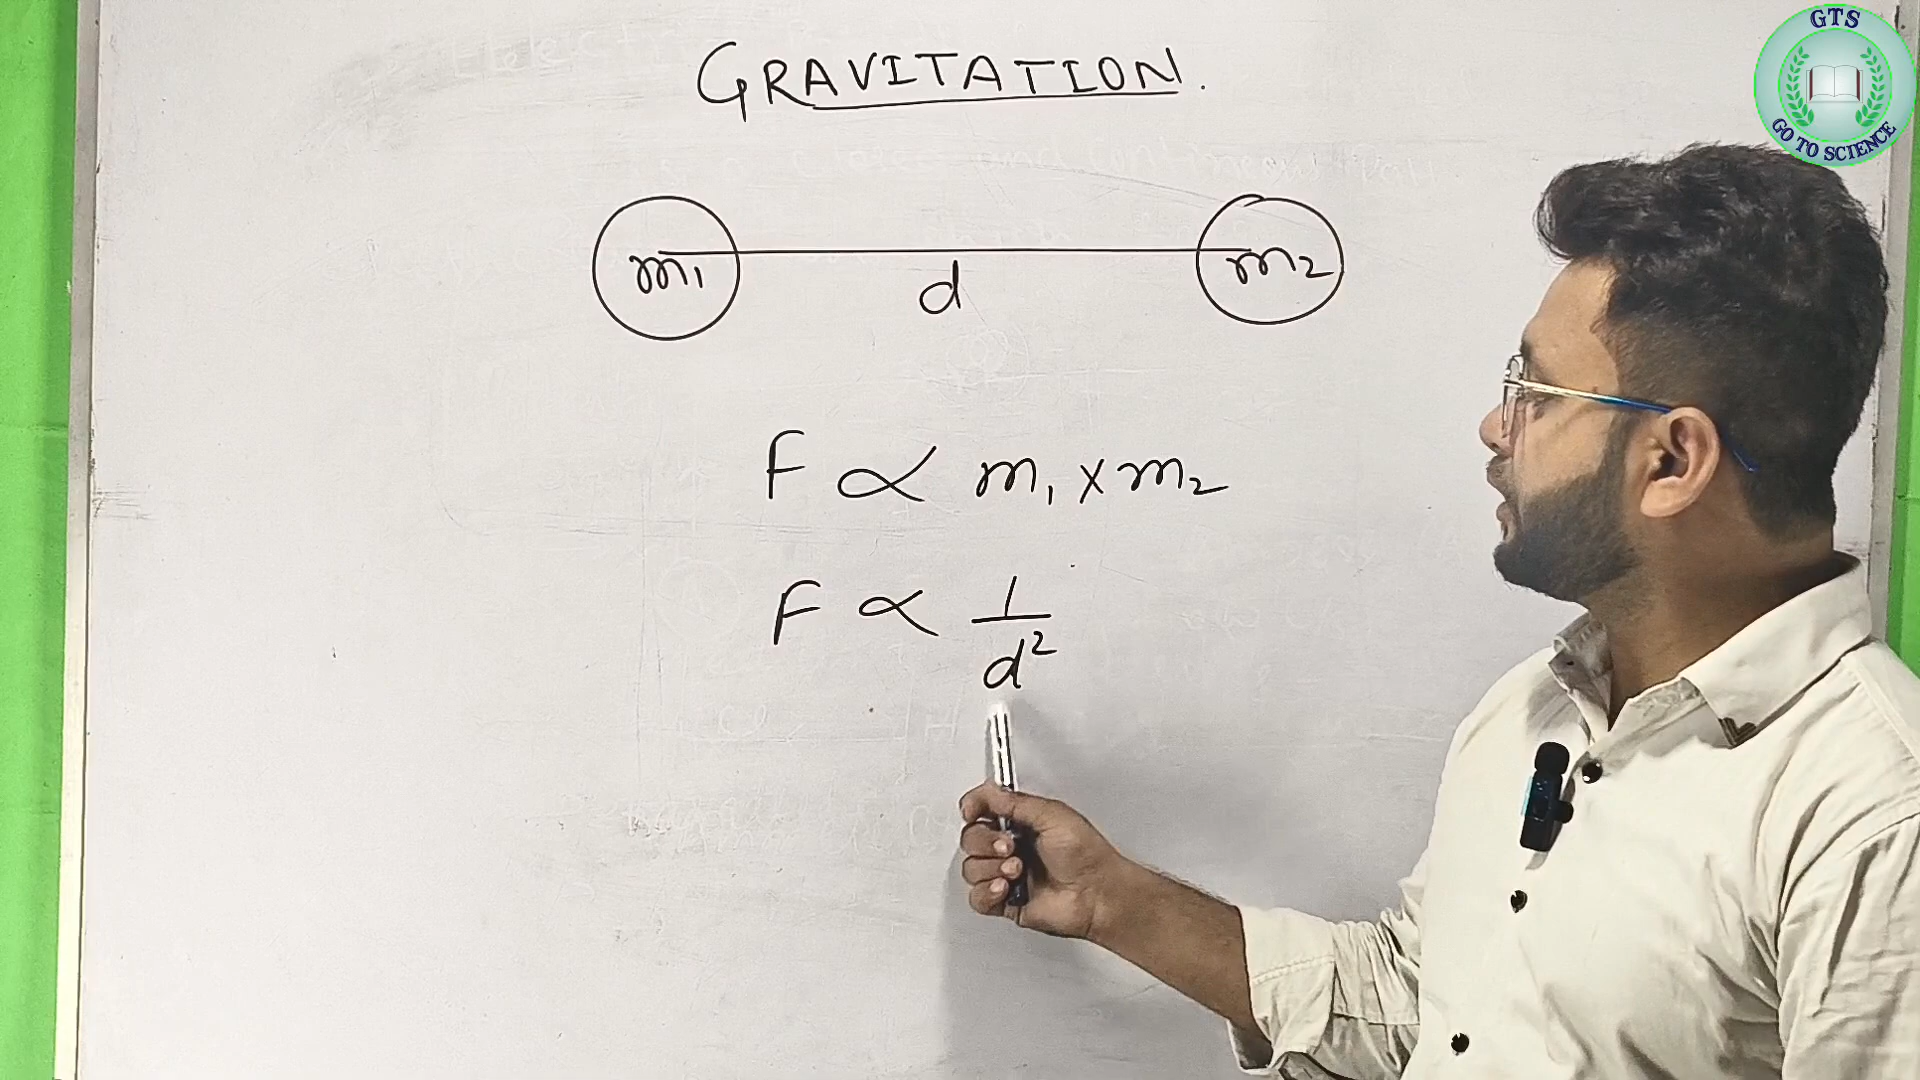 GTS
GO TO SCIENCE
GRAVITATION.
m₁ d m₂
F ∝ m₁ x m₂
F ∝ 1/d²